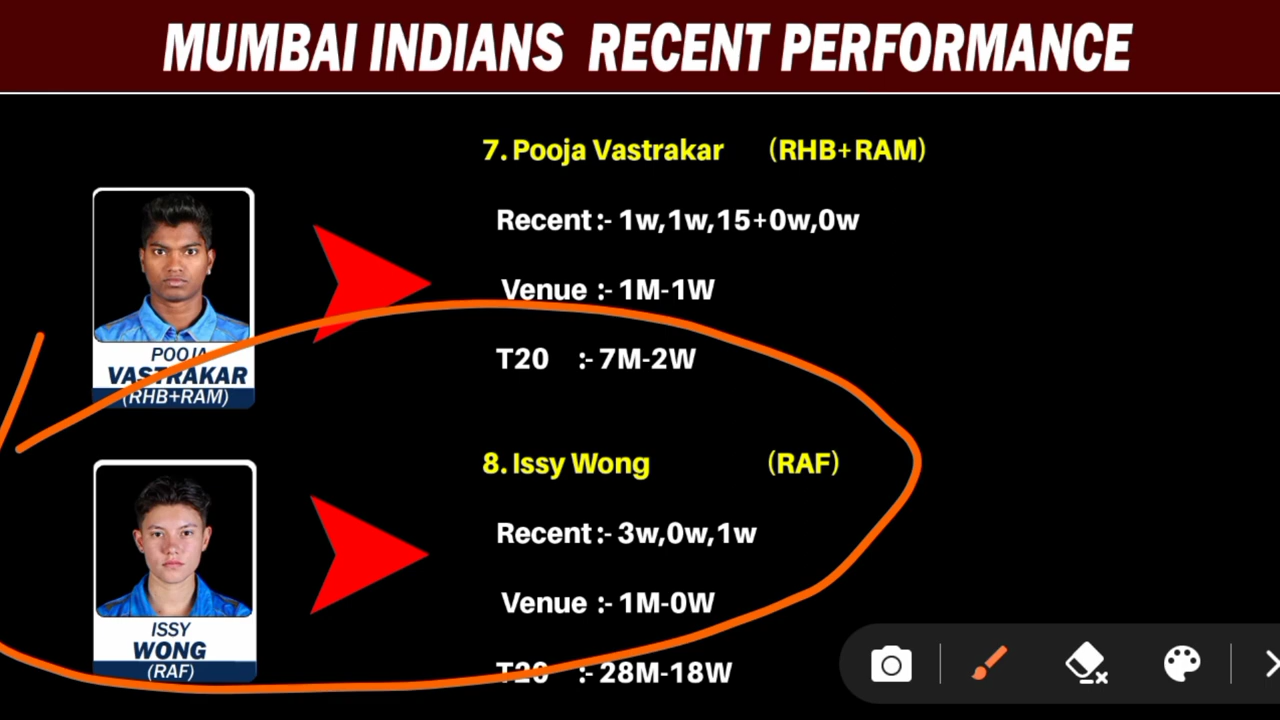 MUMBAI INDIANS RECENT PERFORMANCE
7. Pooja Vastrakar (RHB+RAM)
Recent :- 1w,1w,15+0w,0w
Venue :- 1M-1W
T20 :- 7M-2W
POOJA
VASTRAKAR
(RHB+RAM)
8. Issy Wong (RAF)
Recent :- 3w,0w,1w
Venue :- 1M-0W
T20 :- 28M-18W
ISSY
WONG
(RAF)